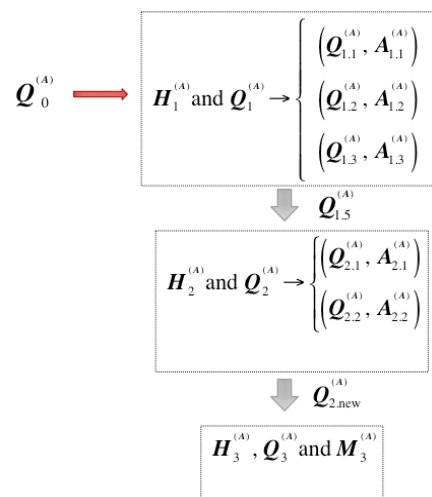 Q_0^(A)
H_1^(A) and Q_1^(A) → { (Q_1.1^(A), A_1.1^(A))
(Q_1.2^(A), A_1.2^(A))
(Q_1.3^(A), A_1.3^(A))
Q_1.5^(A)
H_2^(A) and Q_2^(A) → { (Q_2.1^(A), A_2.1^(A))
(Q_2.2^(A), A_2.2^(A))
Q_2.new^(A)
H_3^(A), Q_3^(A) and M_3^(A)